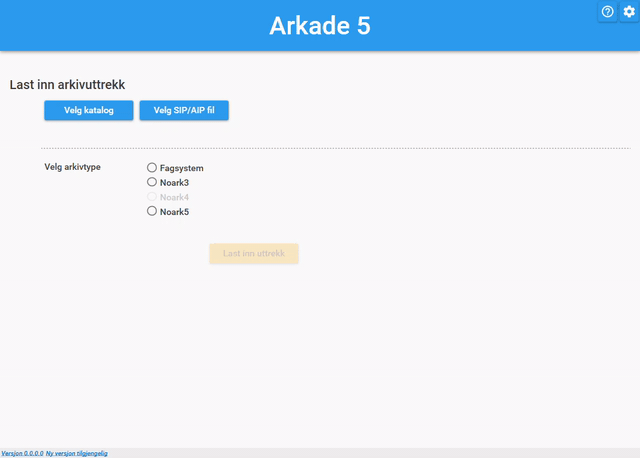 Arkade 5
Last inn arkivuttrekk
Velg katalog
Velg SIP/AIP fil
Velg arkivtype
Fagsystem
Noark3
Noark4
Noark5
Last inn uttrekk
Versjon 0.0.0.0 Ny versjon tilgjengelig